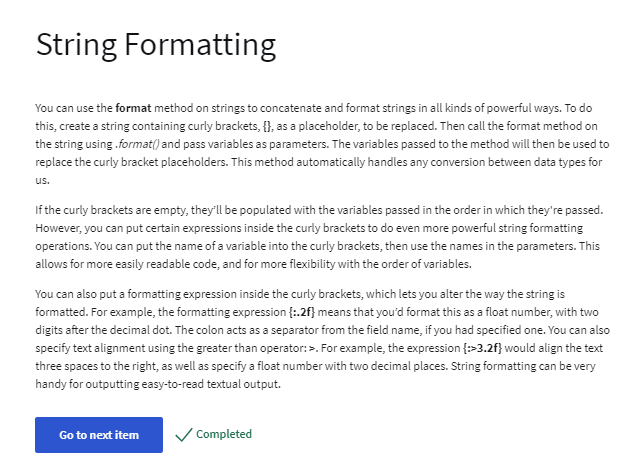 String Formatting
You can use the format method on strings to concatenate and format strings in all kinds of powerful ways. To do
this, create a string containing curly brackets, {}, as a placeholder, to be replaced. Then call the format method on
the string using .format() and pass variables as parameters. The variables passed to the method will then be used to
replace the curly bracket placeholders. This method automatically handles any conversion between data types for
us.
If the curly brackets are empty, they'll be populated with the variables passed in the order in which they're passed.
However, you can put certain expressions inside the curly brackets to do even more powerful string formatting
operations. You can put the name of a variable into the curly brackets, then use the names in the parameters. This
allows for more easily readable code, and for more flexibility with the order of variables.
You can also put a formatting expression inside the curly brackets, which lets you alter the way the string is
formatted. For example, the formatting expression {:.2f} means that you'd format this as a float number, with two
digits after the decimal dot. The colon acts as a separator from the field name, if you had specified one. You can also
specify text alignment using the greater than operator: >. For example, the expression {:>3.2f} would align the text
three spaces to the right, as well as specify a float number with two decimal places. String formatting can be very
handy for outputting easy-to-read textual output.
Go to next item
Completed